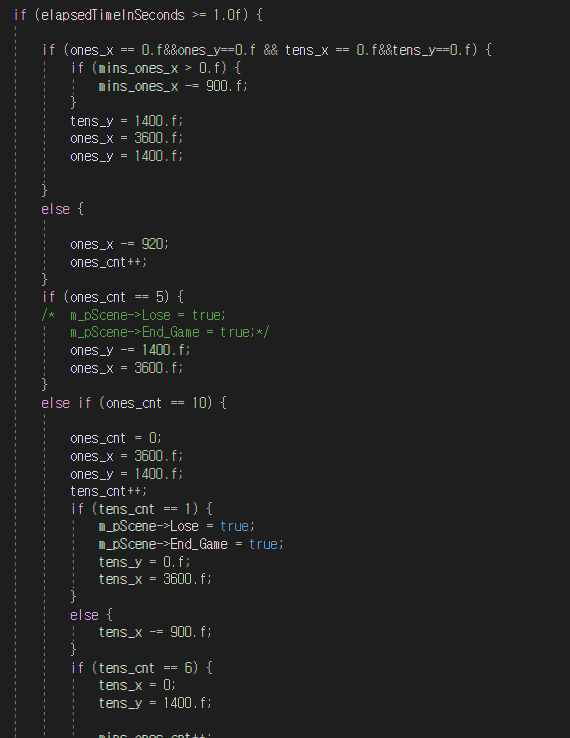 if (elapsedTimeInSeconds >= 1.0f) {
if (ones_x == 0.f&&ones_y==0.f && tens_x == 0.f&&tens_y==0.f) {
if (mins_ones_x > 0.f) {
mins_ones_x -= 900.f;
}
tens_y = 1400.f;
ones_x = 3600.f;
ones_y = 1400.f;
}
else {
ones_x -= 920;
ones_cnt++;
}
if (ones_cnt == 5) {
/* m_pScene->Lose = true;
m_pScene->End_Game = true;*/
ones_y -= 1400.f;
ones_x = 3600.f;
}
else if (ones_cnt == 10) {
ones_cnt = 0;
ones_x = 3600.f;
ones_y = 1400.f;
tens_cnt++;
if (tens_cnt == 1) {
m_pScene->Lose = true;
m_pScene->End_Game = true;
tens_y = 0.f;
tens_x = 3600.f;
}
else {
tens_x -= 900.f;
}
if (tens_cnt == 6) {
tens_x = 0;
tens_y = 1400.f;
mins_ones_cnt++;